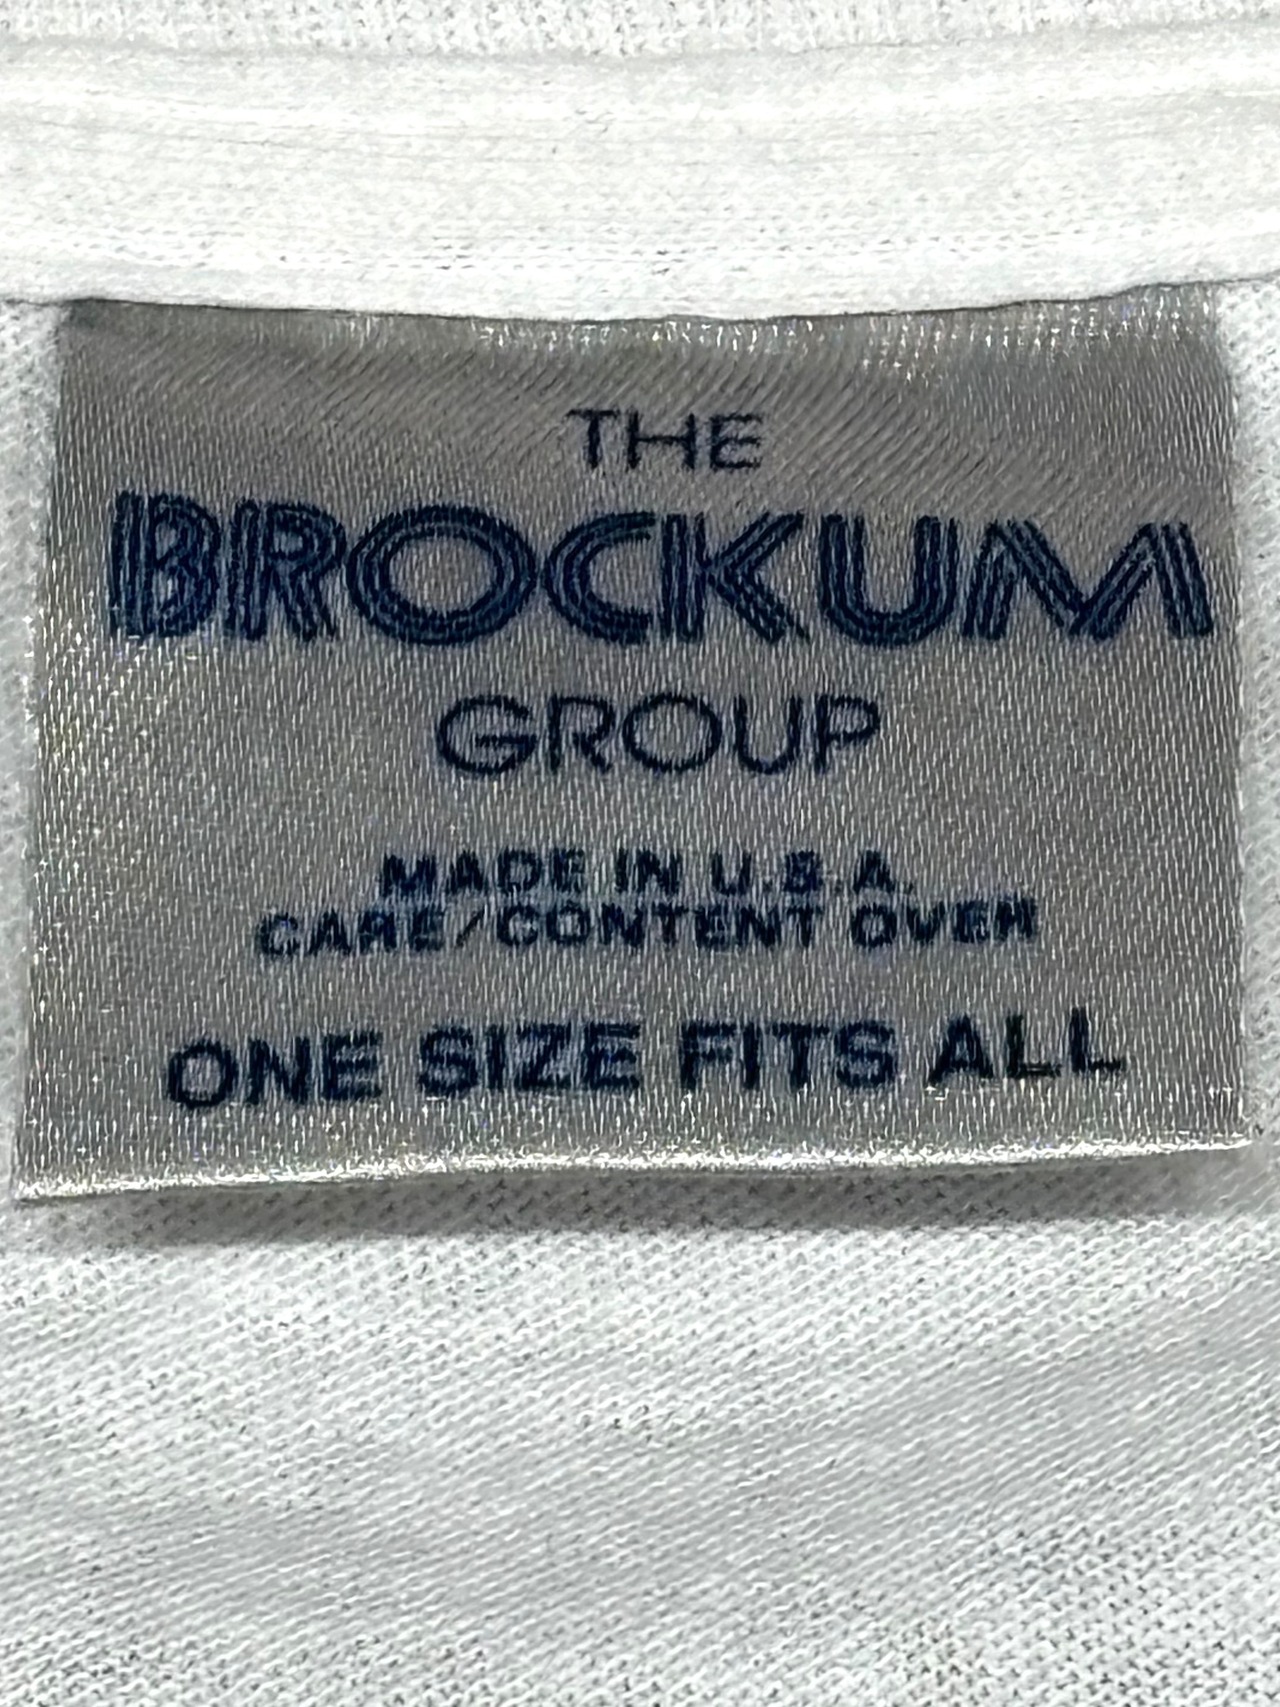 THE
BROCKUM
GROUP
MADE IN U.S.A.
CARE/CONTENT OVER
ONE SIZE FITS ALL